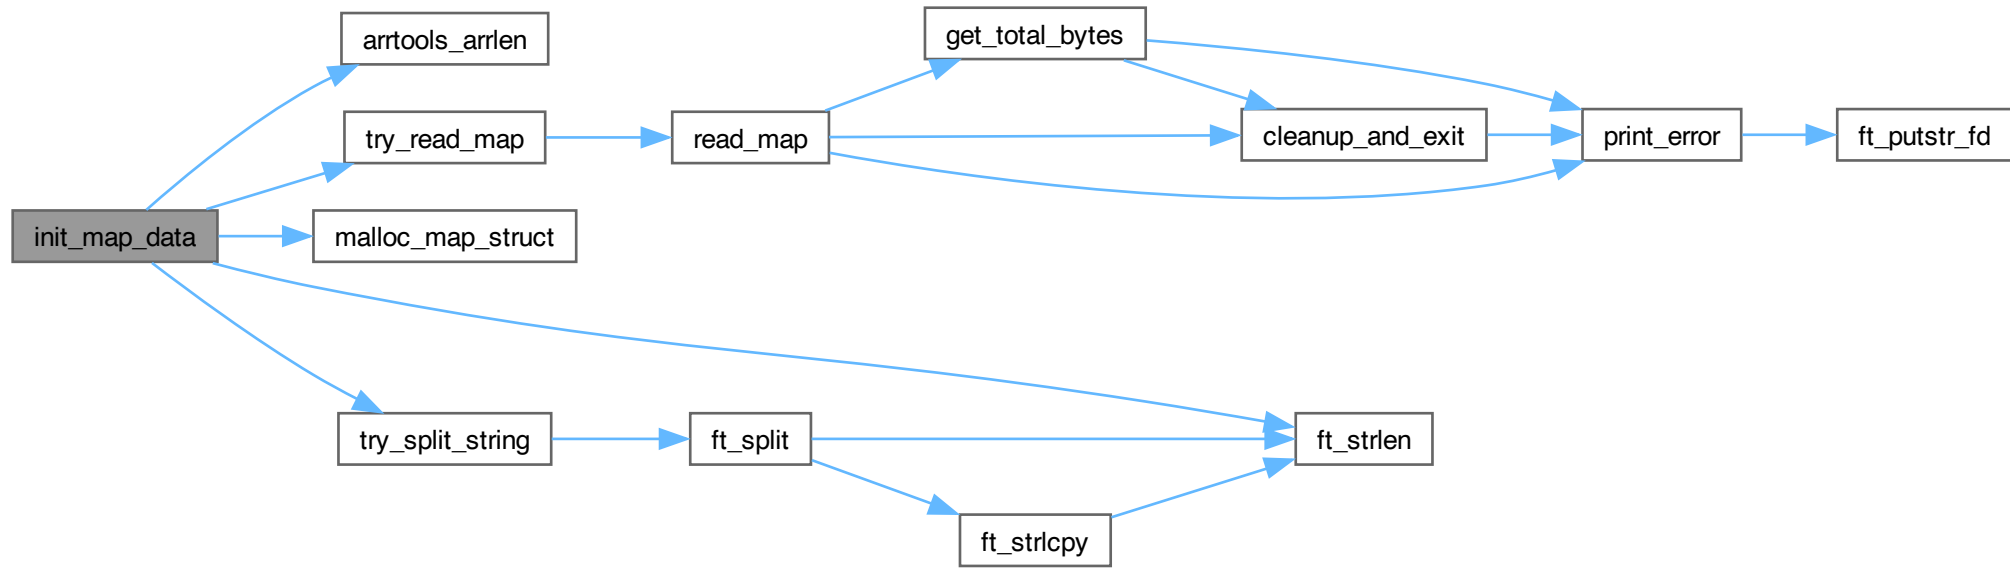 arrtools_arrlen
get_total_bytes
try_read_map
read_map
cleanup_and_exit
print_error
ft_putstr_fd
init_map_data
malloc_map_struct
try_split_string
ft_split
ft_strlen
ft_strlcpy